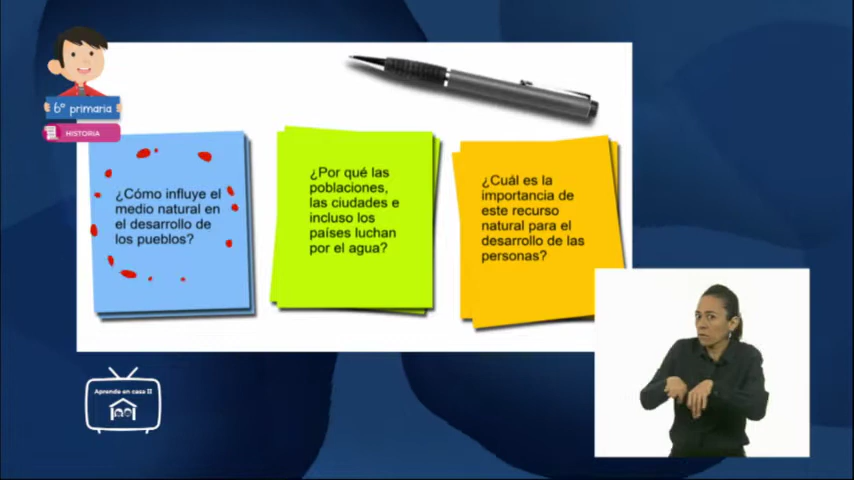 6° primaria
HISTORIA
¿Cómo influye el
medio natural en
el desarrollo de
los pueblos?
¿Por qué las
poblaciones,
las ciudades e
incluso los
países luchan
por el agua?
¿Cuál es la
importancia de
este recurso
natural para el
desarrollo de las
personas?
Aprende en casa II